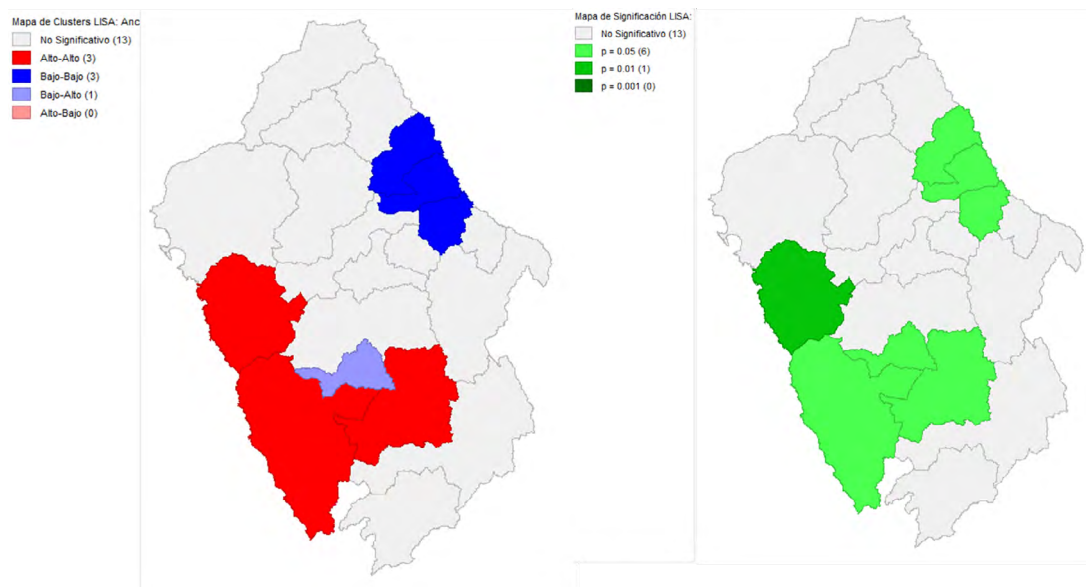 Mapa de Clusters LISA: Anc
No Significativo (13)
Alto-Alto (3)
Bajo-Bajo (3)
Bajo-Alto (1)
Alto-Bajo (0)
Mapa de Significación LISA:
No Significativo (13)
p = 0.05 (6)
p = 0.01 (1)
p = 0.001 (0)